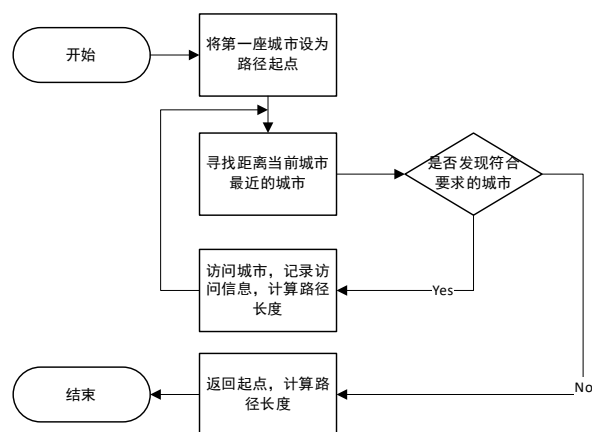 开始
将第一座城市设为
路径起点
寻找距离当前城市
最近的城市
是否发现符合
要求的城市
访问城市，记录访
问信息，计算路径
长度
Yes
No
返回起点，计算路
径长度
结束